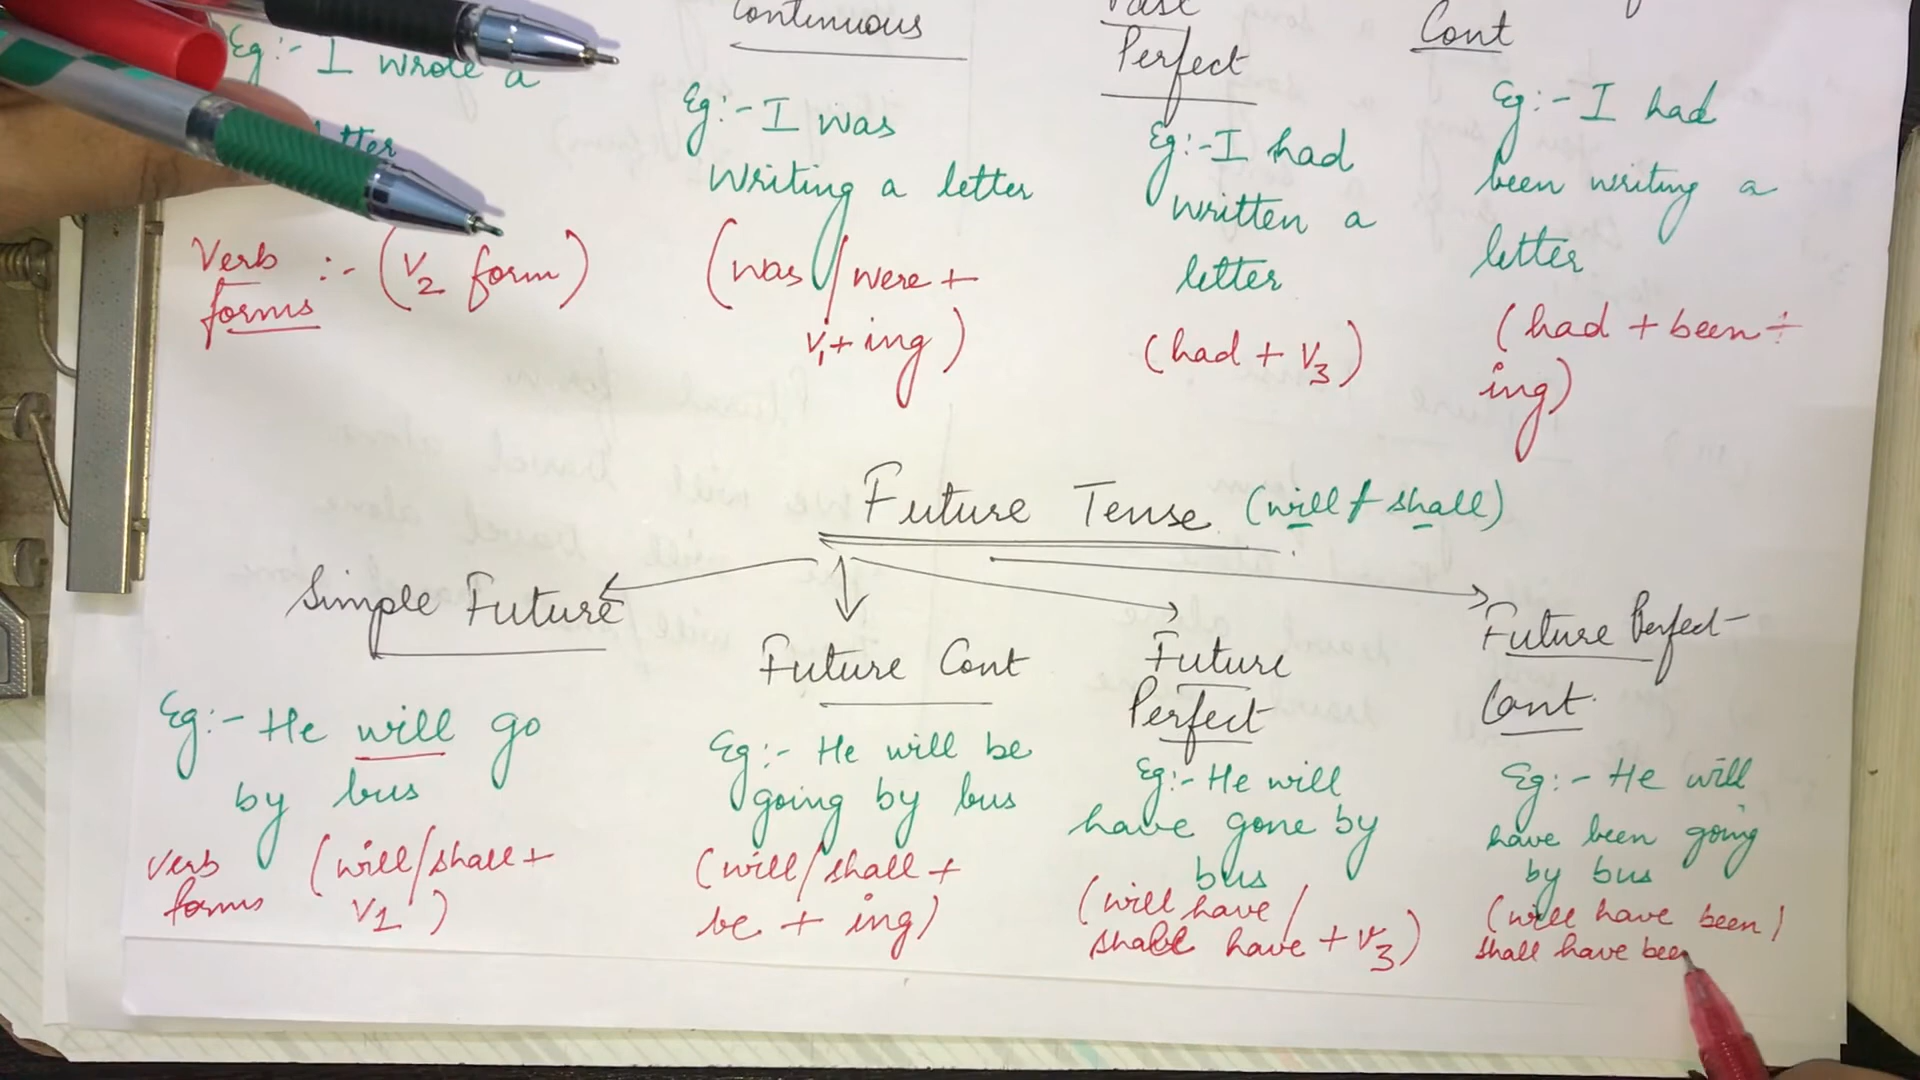 Continuous
Past
Perfect
Cont
Eg:- I wrote a
letter
Verb forms :- (V2 form)
Eg:- I was
writing a letter
(was / were +
V1 + ing)
Eg:- I had
written a
letter
(had + V3)
Eg:- I had
been writing a
letter
(had + been +
ing)
Future Tense (will / shall)
Simple Future
Eg:- He will go
by bus
verb forms (will/shall +
V1)
Future Cont
Eg:- He will be
going by bus
(will/shall +
be + ing)
Future
Perfect
Eg:- He will
have gone by
bus
(will have /
shall have + V3)
Future Perfect
Cont.
Eg:- He will
have been going
by bus
(will have been /
shall have been